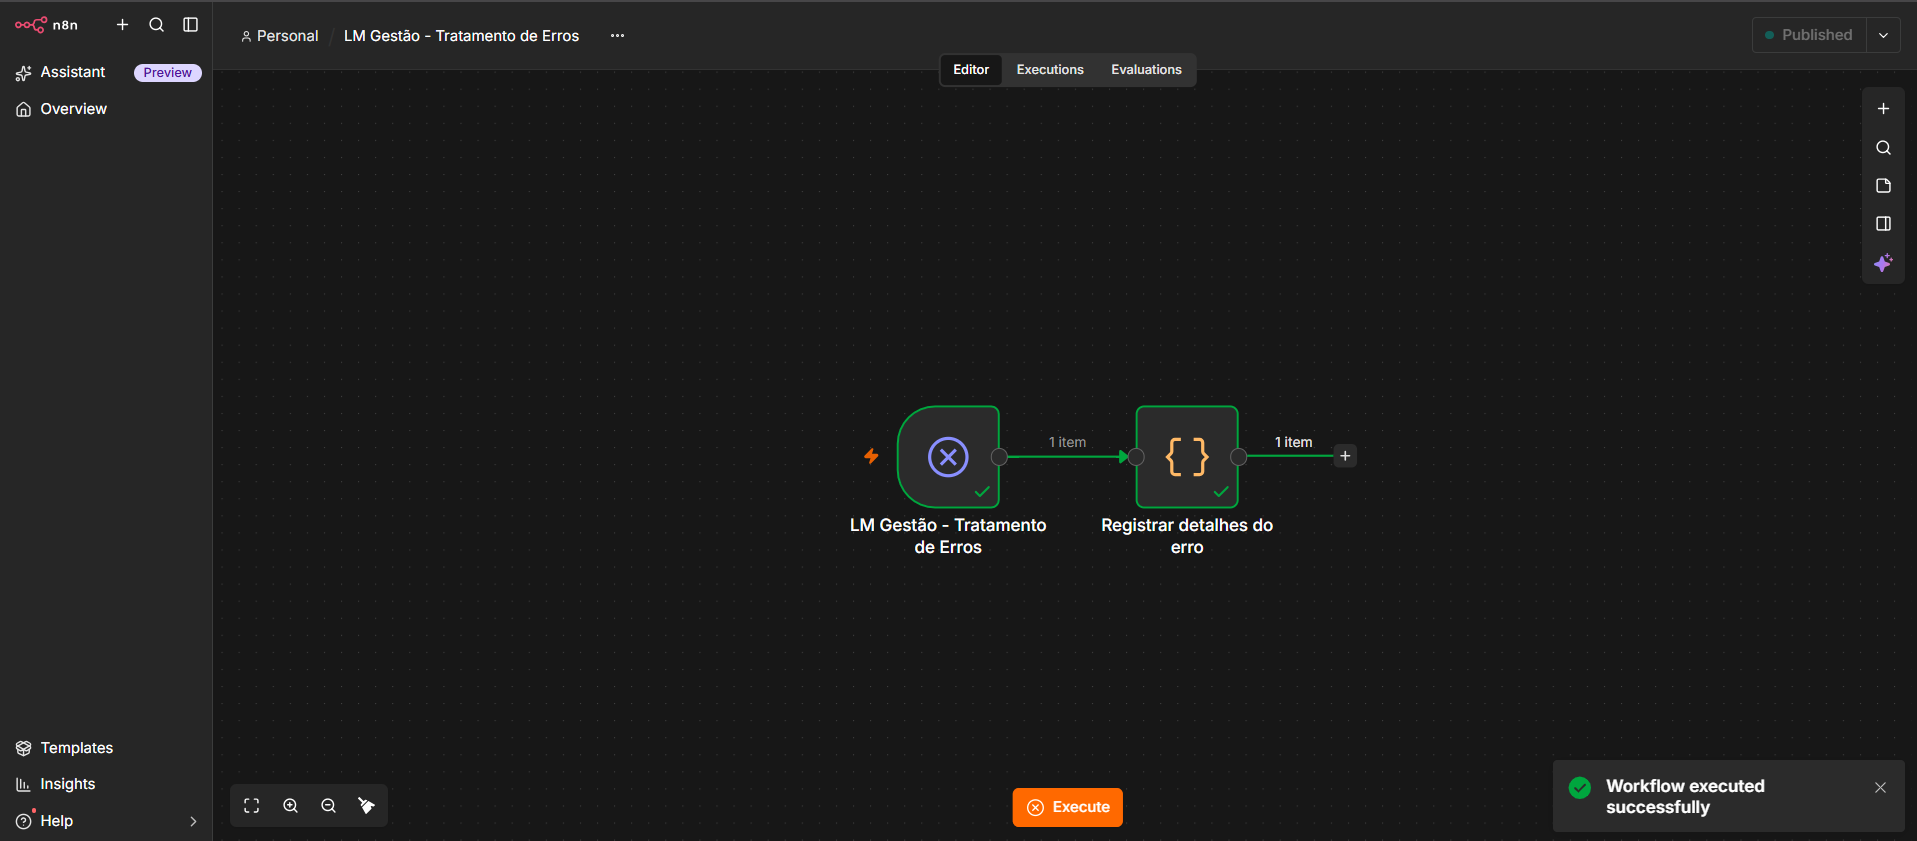 n8n
Personal / LM Gestão - Tratamento de Erros
Published
Assistant Preview
Overview
Editor Executions Evaluations
1 item
1 item
LM Gestão - Tratamento
de Erros
Registrar detalhes do
erro
Templates
Insights
Help
Execute
Workflow executed
successfully